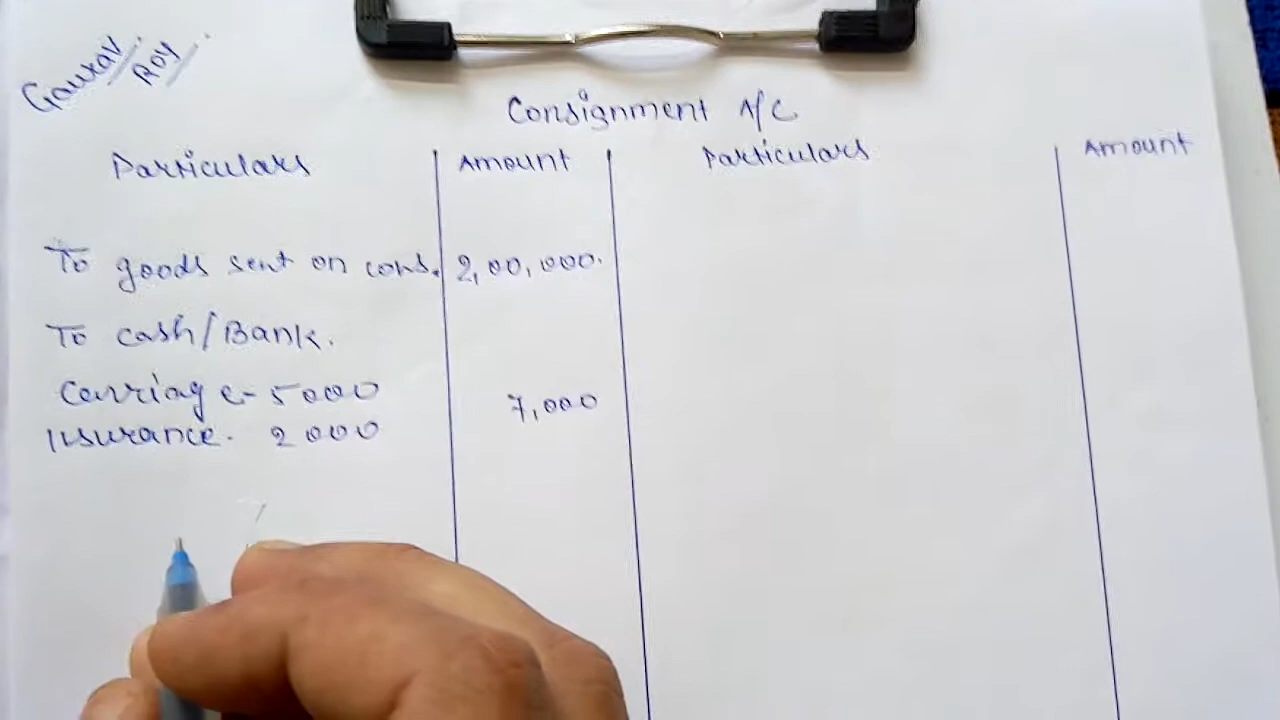 Gaurav
Roy.
Consignment A/C
Particulars Amount Particulars Amount
To goods sent on cons. 2,00,000.
To cash/Bank.
Carriage - 5000
7,000
Insurance. 2000